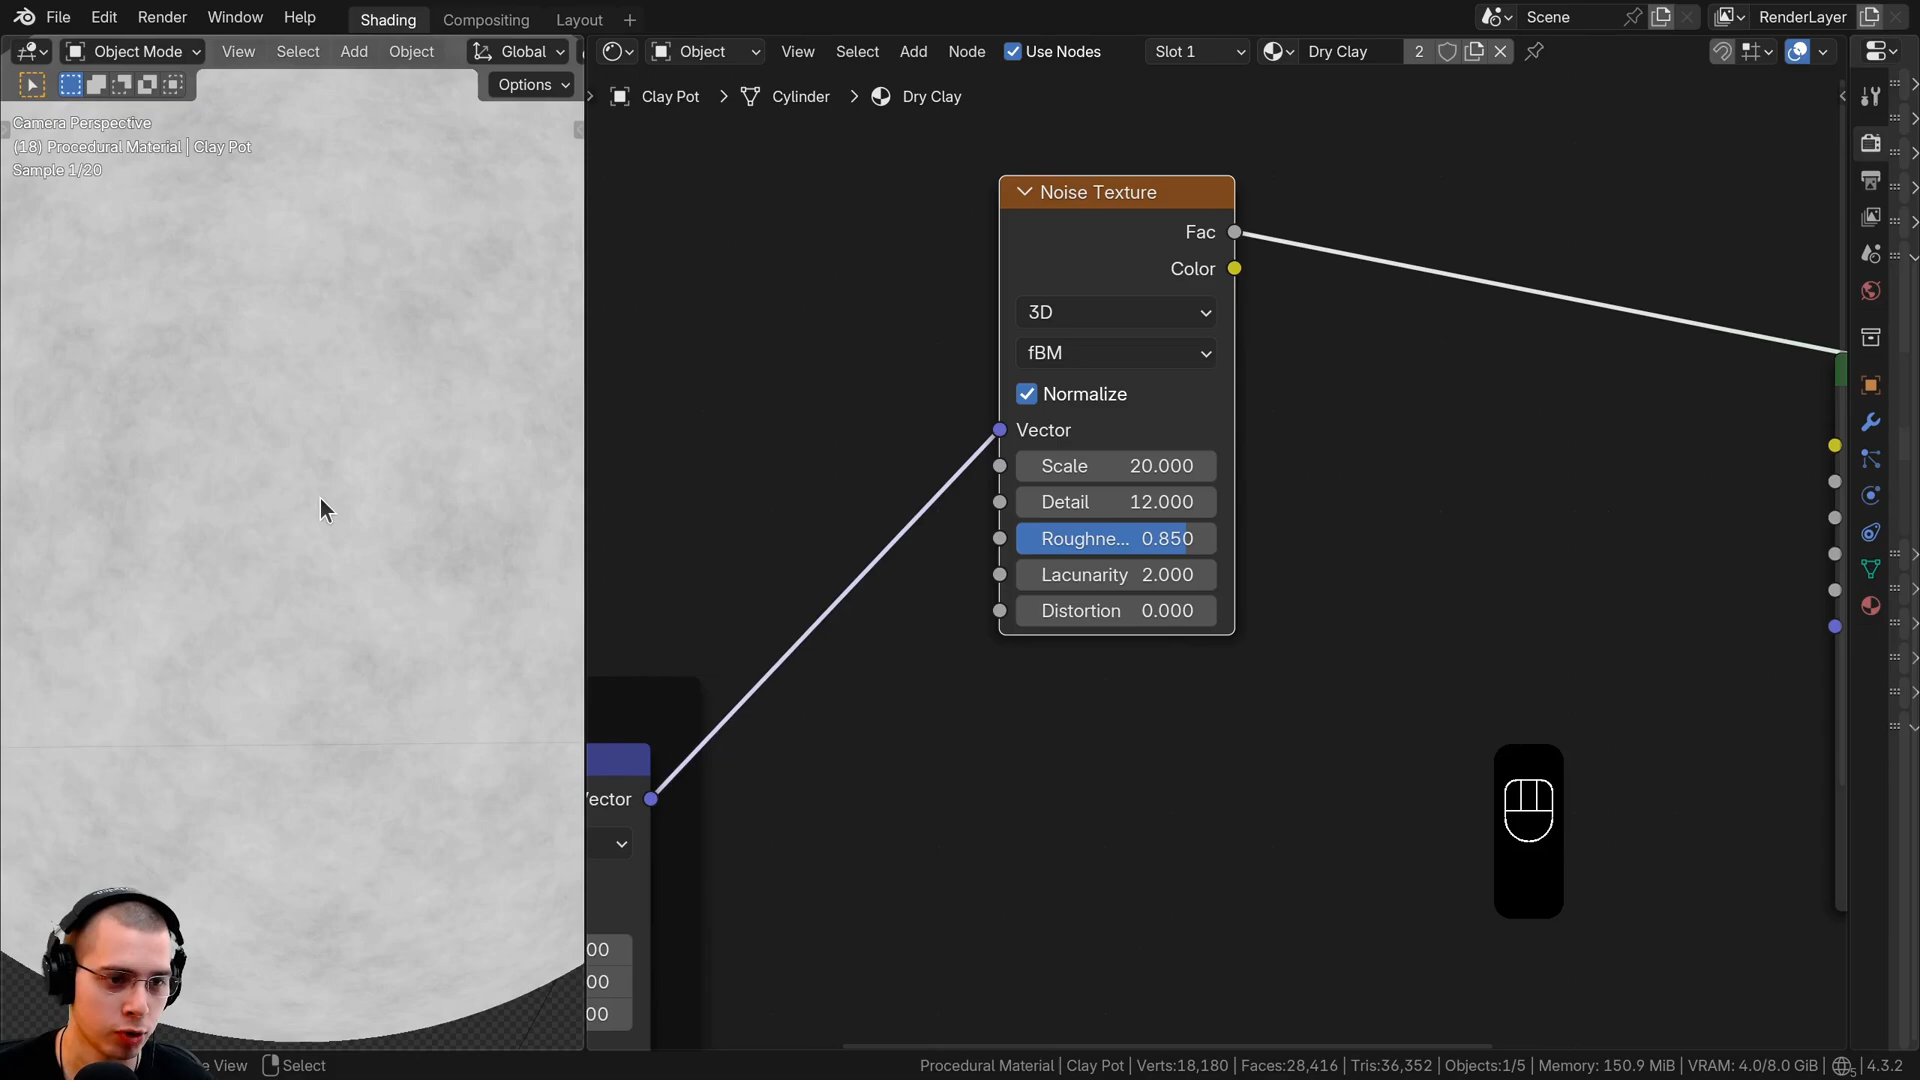 File Edit Render Window Help Shading Compositing Layout + Scene RenderLayer
Object Mode View Select Add Object Global Object View Select Add Node Use Nodes Slot 1 Dry Clay 2
Options
Clay Pot Cylinder Dry Clay
Camera Perspective
(18) Procedural Material | Clay Pot
Sample 1/20
Noise Texture
Fac
Color
3D
fBM
Normalize
Vector
Scale 20.000
Detail 12.000
Roughne... 0.850
Lacunarity 2.000
Distortion 0.000
Vector
00
00
00
e View Select Procedural Material | Clay Pot | Verts:18,180 | Faces:28,416 | Tris:36,352 | Objects:1/5 | Memory: 150.9 MiB | VRAM: 4.0/8.0 GiB | 5 | 4.3.2